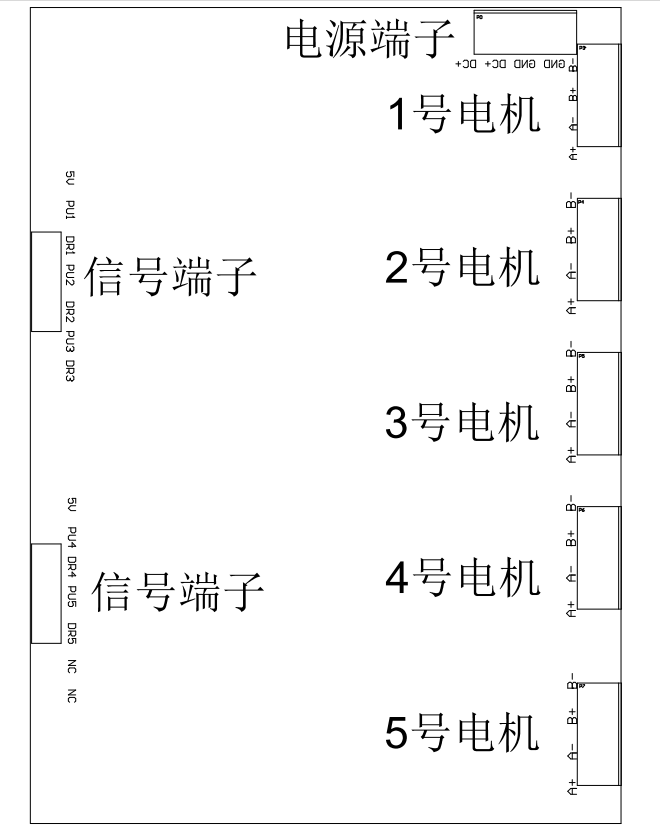 电源端子
DC+ DC+ GND GND
1号电机
B-
B+
A-
A+
5V
PU1
DR1
PU2
DR2
PU3
DR3
信号端子
2号电机
B-
B+
A-
A+
3号电机
B-
B+
A-
A+
5V
PU4
DR4
PU5
DR5
NC
NC
信号端子
4号电机
B-
B+
A-
A+
5号电机
B-
B+
A-
A+